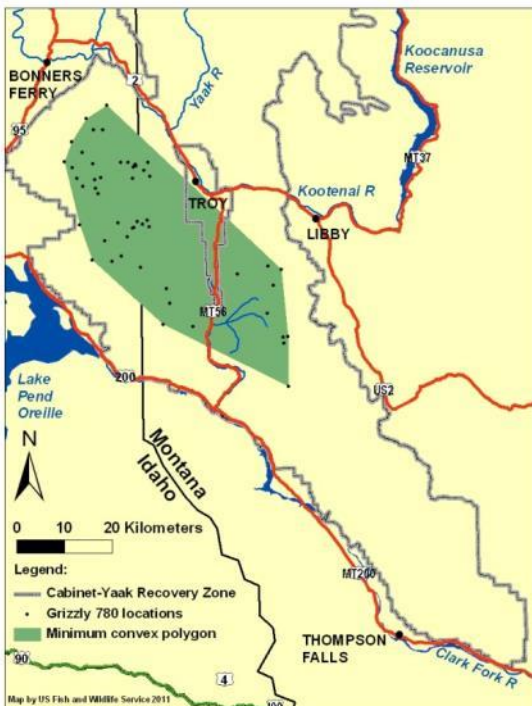 BONNERS
FERRY
2
Yaak R
Koocanusa
Reservoir
95
MT37
TROY
Kootenai R
LIBBY
MT56
200
Lake
Pend
Oreille
US2
N
Montana
Idaho
0 10 20 Kilometers
Legend:
Cabinet-Yaak Recovery Zone
Grizzly 780 locations
Minimum convex polygon
MT200
THOMPSON
FALLS
Clark Fork R
90
4
Map by US Fish and Wildlife Service 2011